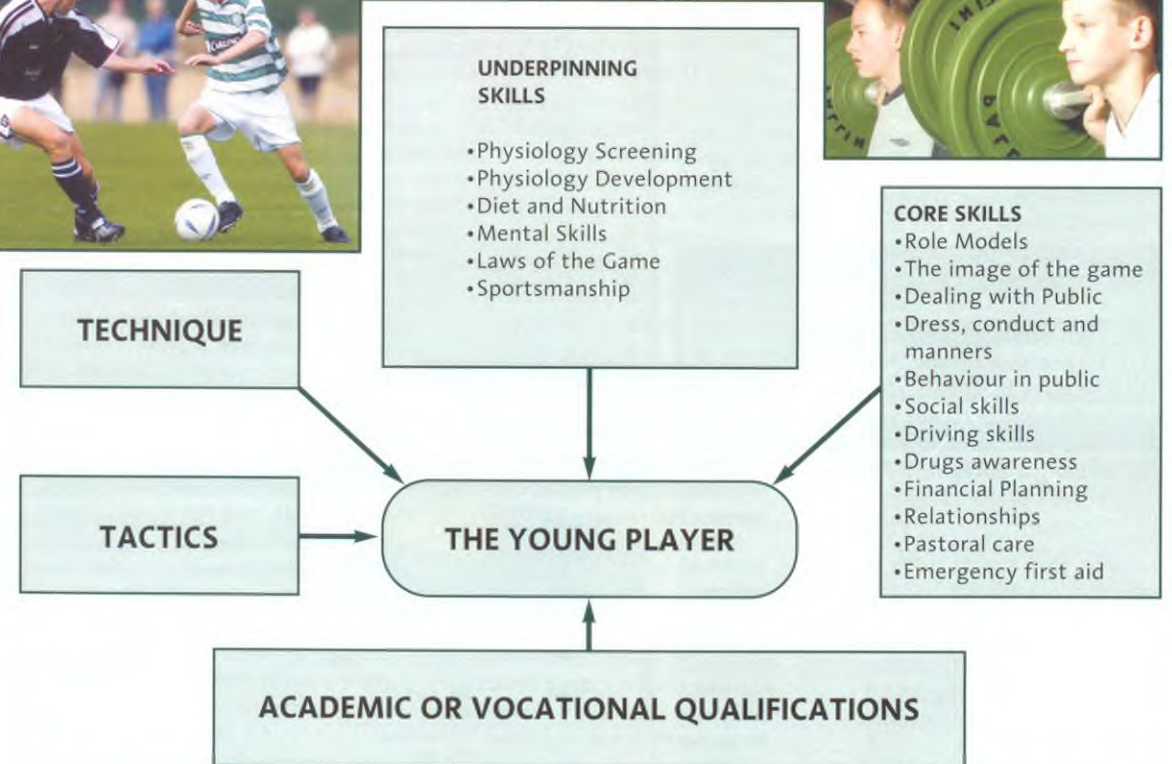 UNDERPINNING
SKILLS
•Physiology Screening
•Physiology Development
•Diet and Nutrition
•Mental Skills
•Laws of the Game
•Sportsmanship
CORE SKILLS
•Role Models
•The image of the game
•Dealing with Public
•Dress, conduct and
manners
•Behaviour in public
•Social skills
•Driving skills
•Drugs awareness
•Financial Planning
•Relationships
•Pastoral care
•Emergency first aid
TECHNIQUE
TACTICS
THE YOUNG PLAYER
ACADEMIC OR VOCATIONAL QUALIFICATIONS